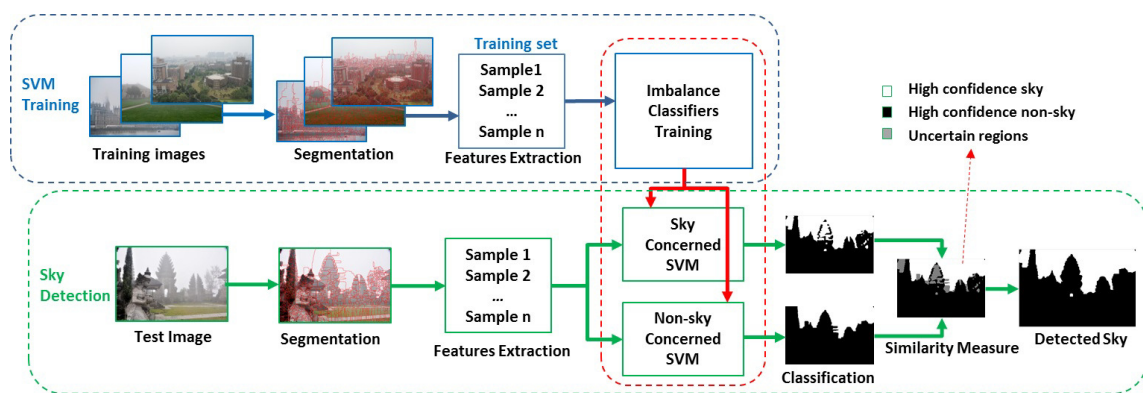 SVM
Training
Training images
Segmentation
Training set
Sample1
Sample 2
...
Sample n
Features Extraction
Imbalance
Classifiers
Training
High confidence sky
High confidence non-sky
Uncertain regions
Sky
Detection
Test Image
Segmentation
Sample 1
Sample 2
...
Sample n
Features Extraction
Sky
Concerned
SVM
Non-sky
Concerned
SVM
Classification
Similarity Measure
Detected Sky